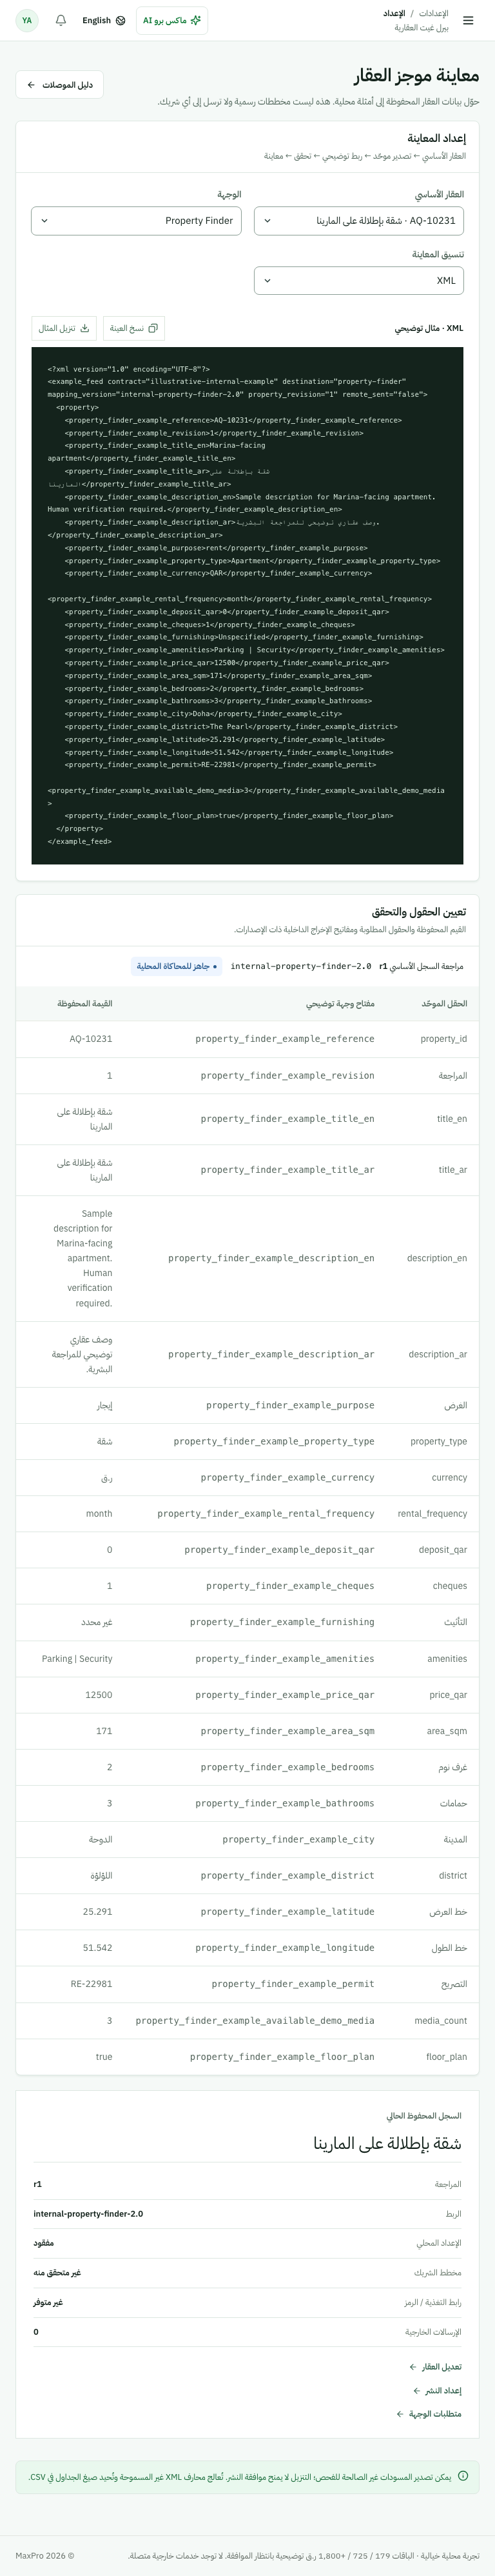 الإعدادات / الإعداد
بيرل غيت العقارية
ماكس برو AI
English
YA
معاينة موجز العقار
حوّل بيانات العقار المحفوظة إلى أمثلة محلية. هذه ليست مخططات رسمية ولا نرسل إلى أي شريك.
دليل الموصلات ←
إعداد المعاينة
العقار الأساسي ← تصدير موحّد ← ربط توضيحي ← تحقق ← معاينة
العقار الأساسي
AQ-10231 · شقة بإطلالة على المارينا
الوجهة
Property Finder
تنسيق المعاينة
XML
XML · مثال توضيحي
نسخ العينة
تنزيل المثال
<?xml version="1.0" encoding="UTF-8"?>
<example_feed contract="illustrative-internal-example" destination="property-finder"
mapping_version="internal-property-finder-2.0" property_revision="1" remote_sent="false">
<property>
<property_finder_example_reference>AQ-10231</property_finder_example_reference>
<property_finder_example_revision>1</property_finder_example_revision>
<property_finder_example_title_en>Marina-facing
apartment</property_finder_example_title_en>
<property_finder_example_title_ar>شقة بإطلالة على
المارينا</property_finder_example_title_ar>
<property_finder_example_description_en>Sample description for Marina-facing apartment.
Human verification required.</property_finder_example_description_en>
<property_finder_example_description_ar>وصف عقاري توضيحي للمراجعة البشرية.
</property_finder_example_description_ar>
<property_finder_example_purpose>rent</property_finder_example_purpose>
<property_finder_example_property_type>Apartment</property_finder_example_property_type>
<property_finder_example_currency>QAR</property_finder_example_currency>
<property_finder_example_rental_frequency>month</property_finder_example_rental_frequency>
<property_finder_example_deposit_qar>0</property_finder_example_deposit_qar>
<property_finder_example_cheques>1</property_finder_example_cheques>
<property_finder_example_furnishing>Unspecified</property_finder_example_furnishing>
<property_finder_example_amenities>Parking | Security</property_finder_example_amenities>
<property_finder_example_price_qar>12500</property_finder_example_price_qar>
<property_finder_example_area_sqm>171</property_finder_example_area_sqm>
<property_finder_example_bedrooms>2</property_finder_example_bedrooms>
<property_finder_example_bathrooms>3</property_finder_example_bathrooms>
<property_finder_example_city>Doha</property_finder_example_city>
<property_finder_example_district>The Pearl</property_finder_example_district>
<property_finder_example_latitude>25.291</property_finder_example_latitude>
<property_finder_example_longitude>51.542</property_finder_example_longitude>
<property_finder_example_permit>RE-22981</property_finder_example_permit>
<property_finder_example_available_demo_media>3</property_finder_example_available_demo_media
>
<property_finder_example_floor_plan>true</property_finder_example_floor_plan>
</property>
</example_feed>
تعيين الحقول والتحقق
القيم المحفوظة والحقول المطلوبة ومفاتيح الإخراج الداخلية ذات الإصدارات.
مراجعة السجل الأساسي r1 internal-property-finder-2.0 • جاهز للمحاكاة المحلية
الحقل الموحّد مفتاح وجهة توضيحي القيمة المحفوظة
property_id property_finder_example_reference AQ-10231
المراجعة property_finder_example_revision 1
title_en property_finder_example_title_en شقة بإطلالة على
المارينا
title_ar property_finder_example_title_ar شقة بإطلالة على
المارينا
description_en property_finder_example_description_en Sample
description for
Marina-facing
apartment.
Human
verification
required.
description_ar property_finder_example_description_ar وصف عقاري
توضيحي للمراجعة
البشرية.
الغرض property_finder_example_purpose إيجار
property_type property_finder_example_property_type شقة
currency property_finder_example_currency ر.ق
rental_frequency property_finder_example_rental_frequency month
deposit_qar property_finder_example_deposit_qar 0
cheques property_finder_example_cheques 1
التأثيث property_finder_example_furnishing غير محدد
amenities property_finder_example_amenities Parking | Security
price_qar property_finder_example_price_qar 12500
area_sqm property_finder_example_area_sqm 171
غرف نوم property_finder_example_bedrooms 2
حمامات property_finder_example_bathrooms 3
المدينة property_finder_example_city الدوحة
district property_finder_example_district اللؤلؤة
خط العرض property_finder_example_latitude 25.291
خط الطول property_finder_example_longitude 51.542
التصريح property_finder_example_permit RE-22981
media_count property_finder_example_available_demo_media 3
floor_plan property_finder_example_floor_plan true
السجل المحفوظ الحالي
شقة بإطلالة على المارينا
المراجعة r1
الربط internal-property-finder-2.0
الإعداد المحلي مفقود
مخطط الشريك غير متحقق منه
رابط التغذية / الرمز غير متوفر
الإرسالات الخارجية 0
تعديل العقار ←
إعداد النشر ←
متطلبات الوجهة ←
يمكن تصدير المسودات غير الصالحة للفحص؛ التنزيل لا يمنح موافقة النشر. تُعالج محارف XML غير المسموحة وتُحيد صيغ الجداول في CSV.
تجربة محلية خيالية · الباقات 179 / 725 / +1,800 ر.ق توضيحية بانتظار الموافقة. لا توجد خدمات خارجية متصلة.
© 2026 MaxPro